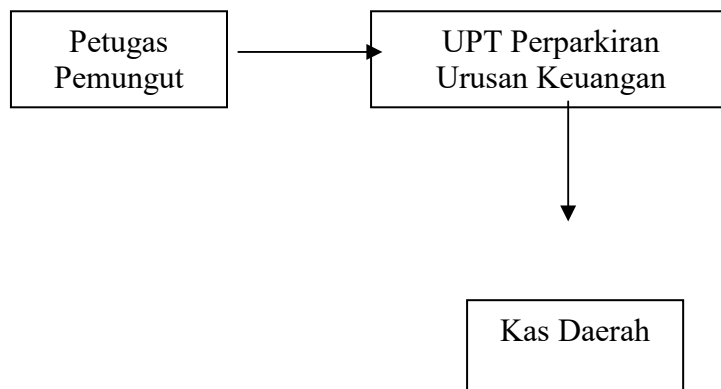 Petugas
Pemungut
UPT Perparkiran
Urusan Keuangan
Kas Daerah